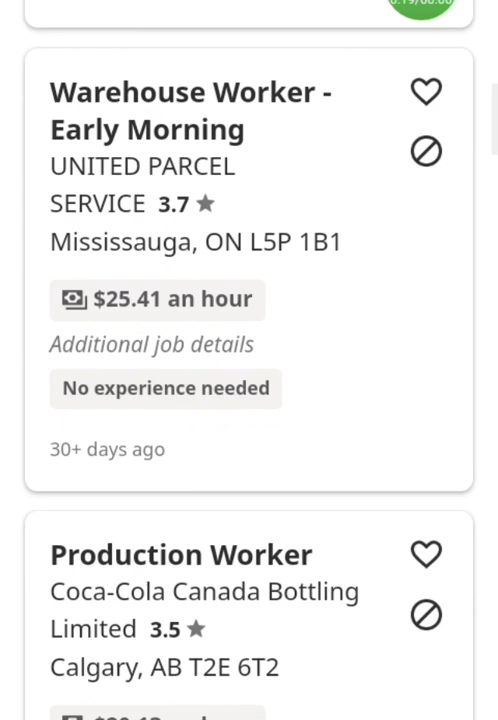 Warehouse Worker -
Early Morning
UNITED PARCEL
SERVICE 3.7 ★
Mississauga, ON L5P 1B1
$25.41 an hour
Additional job details
No experience needed
30+ days ago
Production Worker
Coca-Cola Canada Bottling
Limited 3.5 ★
Calgary, AB T2E 6T2